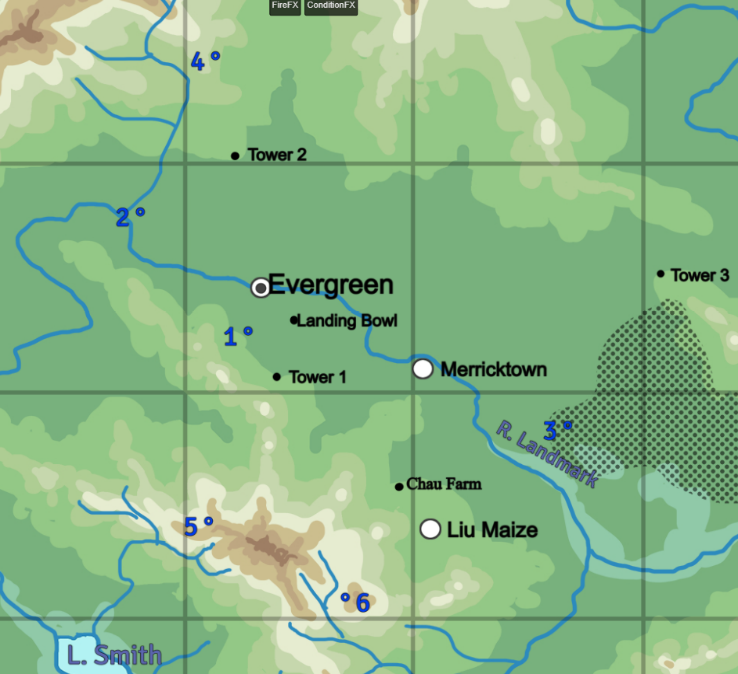 FireFX ConditionFX
4°
Tower 2
2°
Tower 3
Evergreen
Landing Bowl
1°
Tower 1
Merricktown
3°
R. Landmark
Chau Farm
5°
Liu Maize
°6
L. Smith